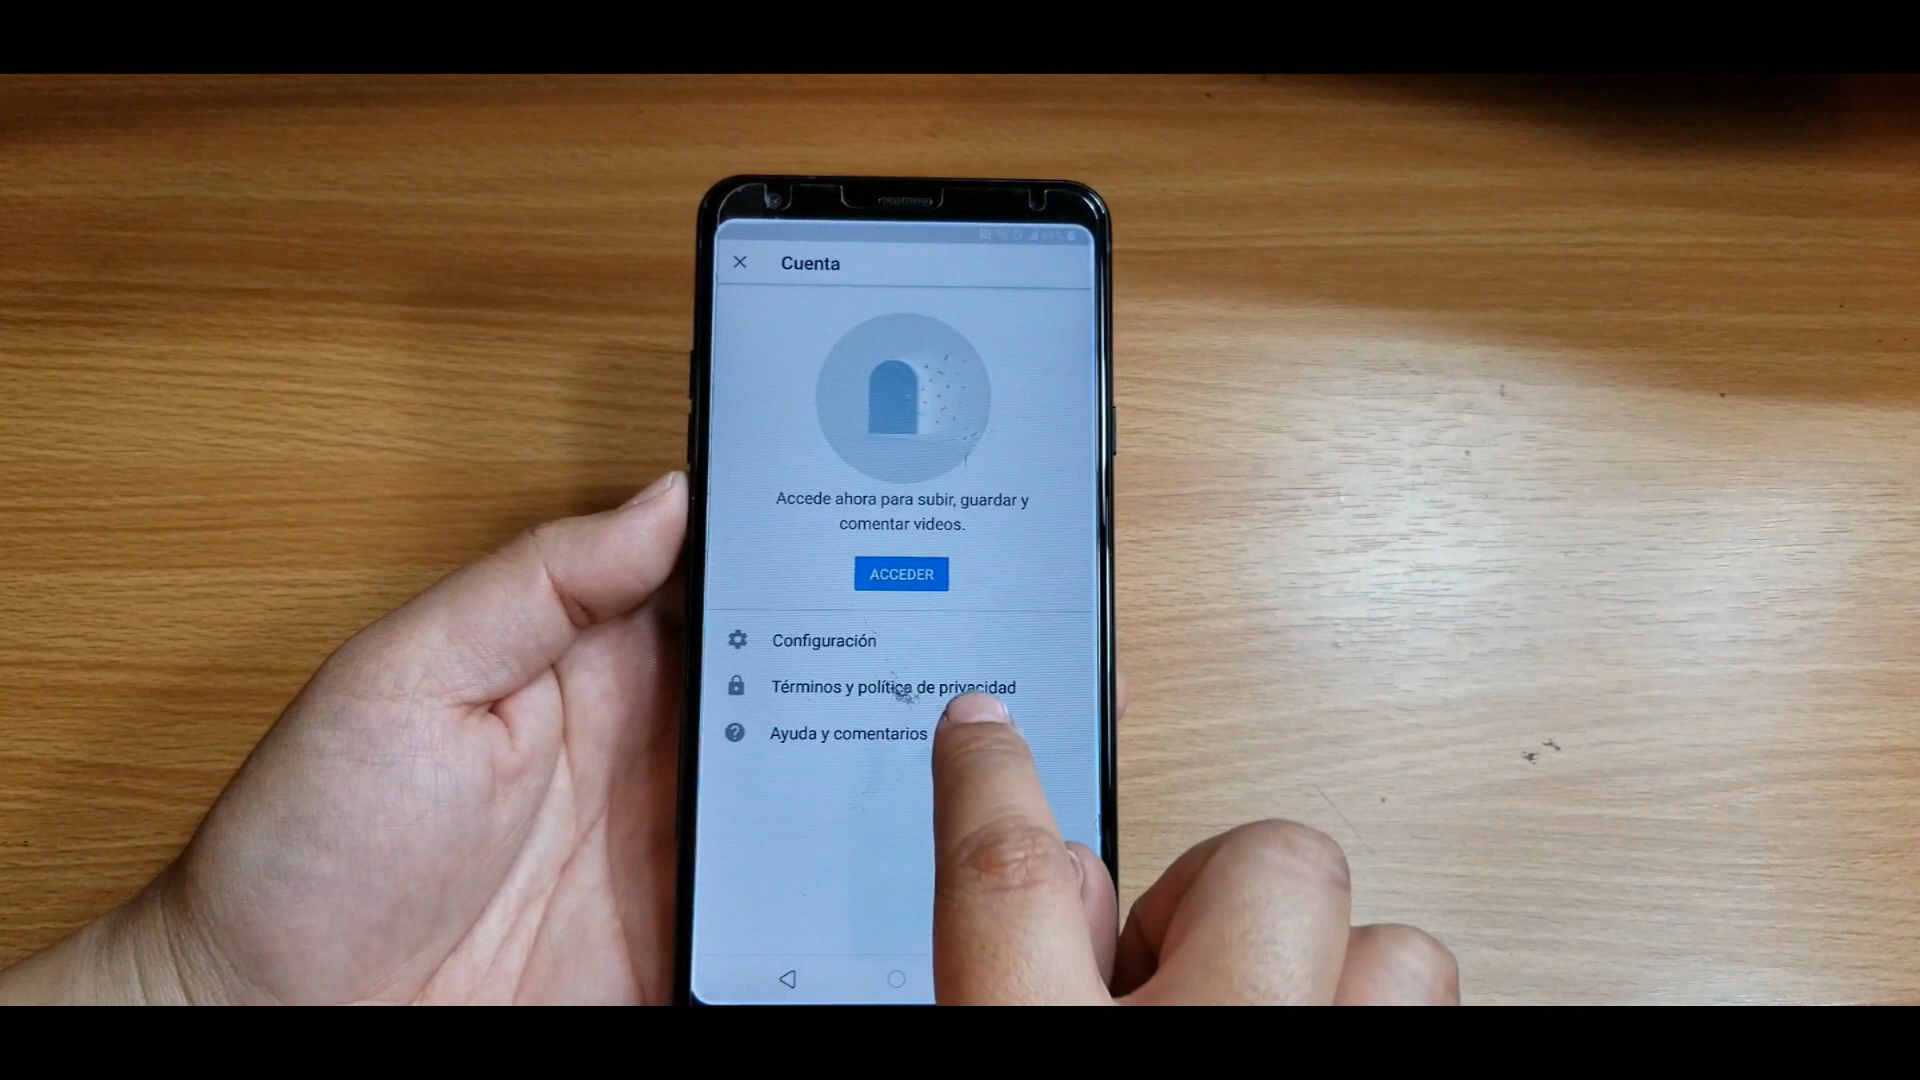 Cuenta
Accede ahora para subir, guardar y
comentar videos.
ACCEDER
Configuración
Términos y política de privacidad
Ayuda y comentarios